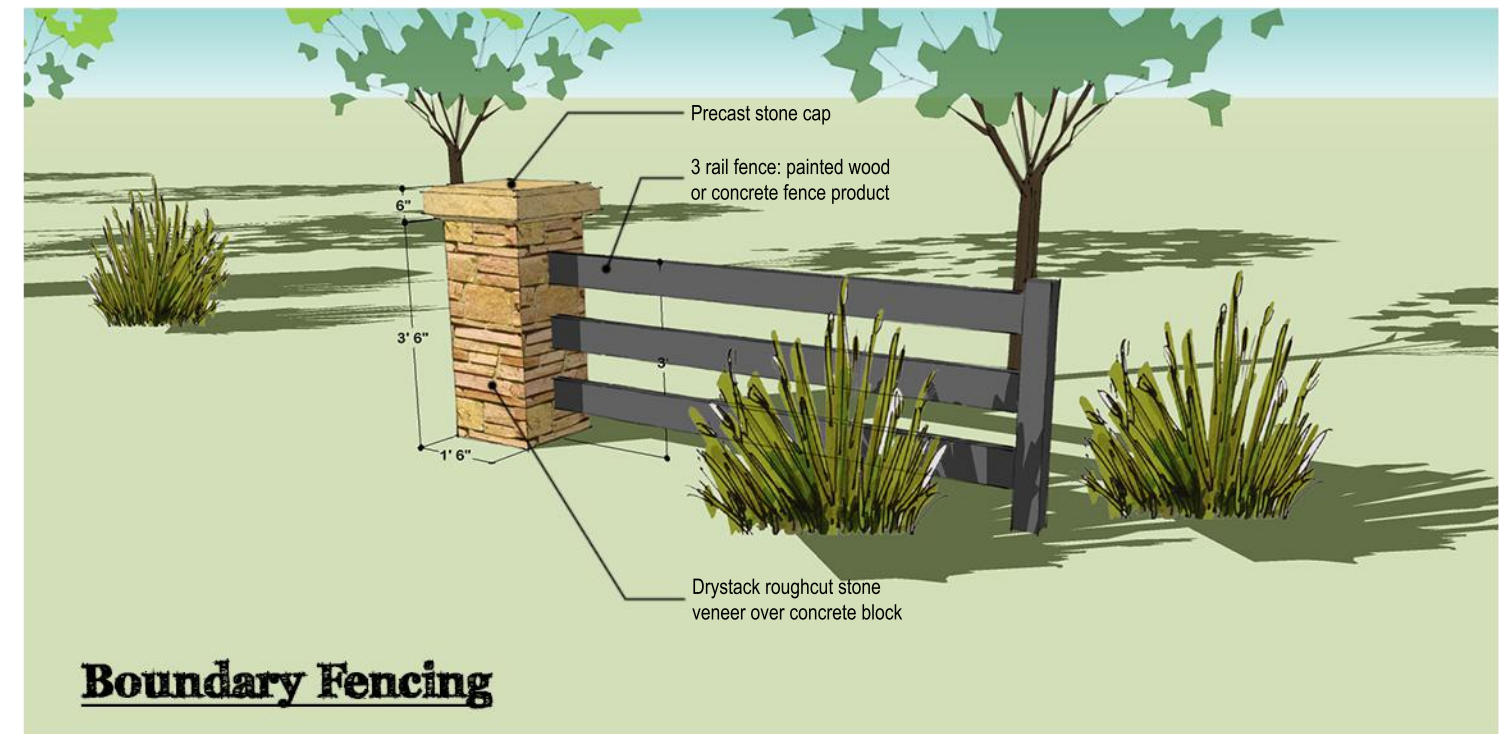 Precast stone cap
3 rail fence: painted wood
or concrete fence product
6"
3' 6"
3'
1' 6"
Drystack roughcut stone
veneer over concrete block
Boundary Fencing